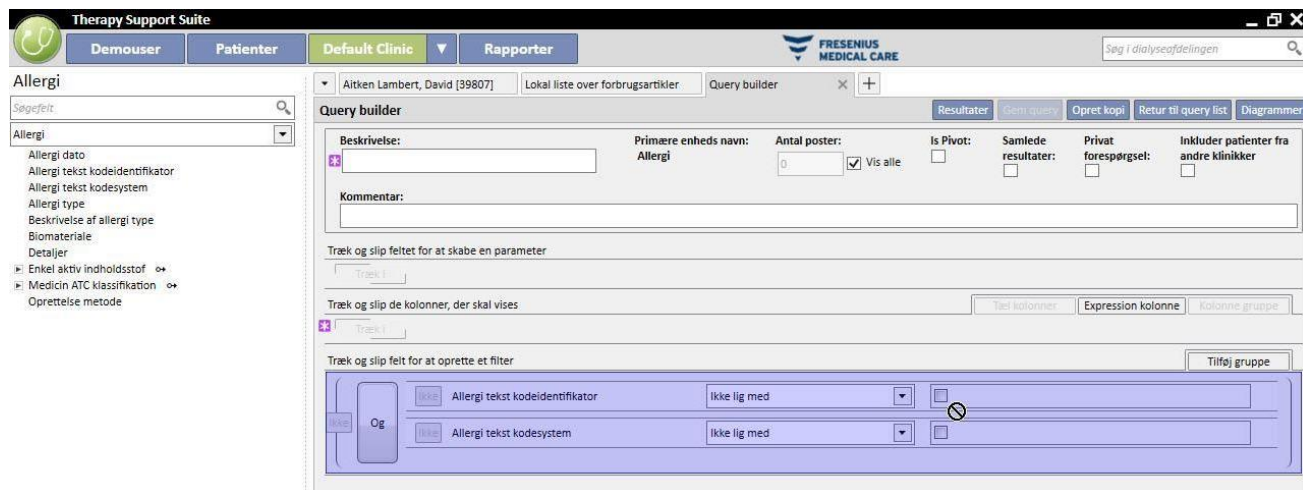 Therapy Support Suite
Demouser Patienter Default Clinic Rapporter
FRESENIUS
MEDICAL CARE
Søg i dialyseafdelingen
Allergi
Søgefelt
Allergi
Allergi dato
Allergi tekst kodeidentifikator
Allergi tekst kodesystem
Allergi type
Beskrivelse af allergi type
Biomateriale
Detaljer
Enkel aktiv indholdsstof
Medicin ATC klassifikation
Oprettelse metode
Aitken Lambert, David [39807] Lokal liste over forbrugsartikler Query builder
Query builder
Resultater Gem query Opret kopi Retur til query list Diagrammer
Beskrivelse: Primære enheds navn: Antal poster: Is Pivot: Samlede resultater: Privat forespørgsel: Inkluder patienter fra andre klinikker
Allergi 0 Vis alle
Kommentar:
Træk og slip feltet for at skabe en parameter
Træk i
Træk og slip de kolonner, der skal vises
Tæl kolonner Expression kolonne Kolonne gruppe
Træk i
Træk og slip felt for at oprette et filter
Tilføj gruppe
Ikke Og
Ikke Allergi tekst kodeidentifikator Ikke lig med
Ikke Allergi tekst kodesystem Ikke lig med